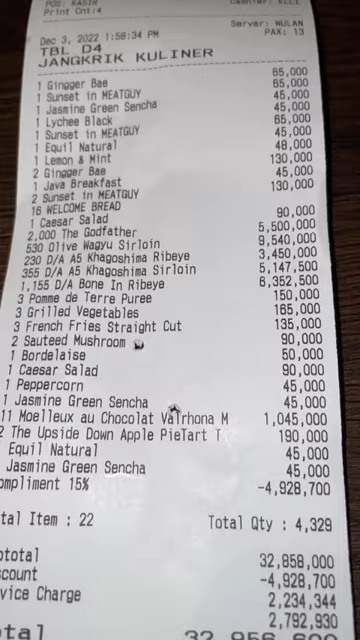 POS: KASIR Cashier: ELLI
Print Cnt:4
Server: WULAN
Dec 3, 2022 1:58:34 PM PAX: 13
TBL D4
JANGKRIK KULINER
1 Gingger Bae 65,000
1 Sunset in MEATGUY 65,000
1 Jasmine Green Sencha 45,000
1 Lychee Black 45,000
1 Sunset in MEATGUY 65,000
1 Equil Natural 45,000
1 Lemon & Mint 48,000
2 Gingger Bae 130,000
1 Java Breakfast 45,000
2 Sunset in MEATGUY 130,000
16 WELCOME BREAD
1 Caesar Salad 90,000
2,000 The Godfather 5,500,000
530 Olive Wagyu Sirloin 9,540,000
230 D/A A5 Khagoshima Ribeye 3,450,000
355 D/A A5 Khagoshima Sirloin 5,147,500
1,155 D/A Bone In Ribeye 6,352,500
3 Pomme de Terre Puree 150,000
3 Grilled Vegetables 165,000
3 French Fries Straight Cut 135,000
2 Sauteed Mushroom 90,000
1 Bordelaise 50,000
1 Caesar Salad 90,000
1 Peppercorn 45,000
1 Jasmine Green Sencha 45,000
11 Moelleux au Chocolat Valrhona M 1,045,000
2 The Upside Down Apple PieTart T 190,000
Equil Natural 45,000
Jasmine Green Sencha 45,000
ompliment 15% -4,928,700
tal Item : 22 Total Qty : 4,329
btotal 32,858,000
scount -4,928,700
vice Charge 2,234,344
2,792,930
otal 32,956,600